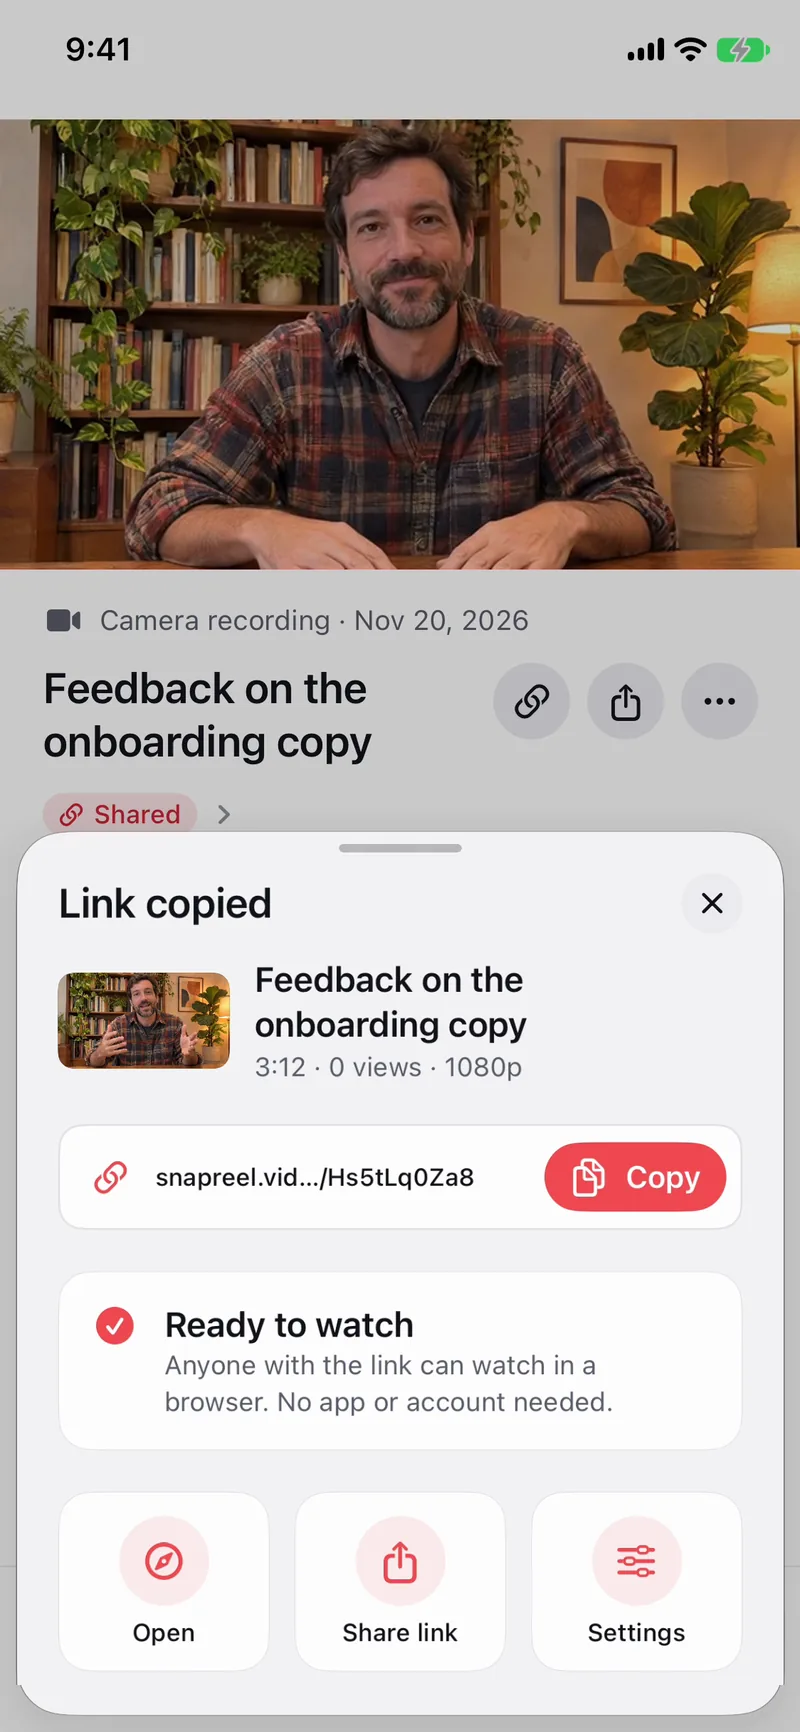 9:41
Camera recording · Nov 20, 2026
Feedback on the
onboarding copy
Shared
Link copied
Feedback on the
onboarding copy
3:12 · 0 views · 1080p
snapreel.vid.../Hs5tLq0Za8
Copy
Ready to watch
Anyone with the link can watch in a
browser. No app or account needed.
Open
Share link
Settings